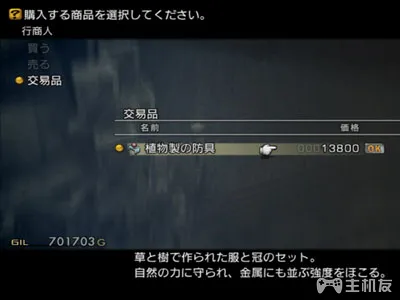 購入する商品を選択してください。
行商人
買う
売る
交易品
交易品
名前 価格
植物製の防具 00013800 OK
GIL 701703G
草と樹で作られた服と冠のセット。
自然の力に守られ、金属にも並ぶ強度をほこる。
主机友